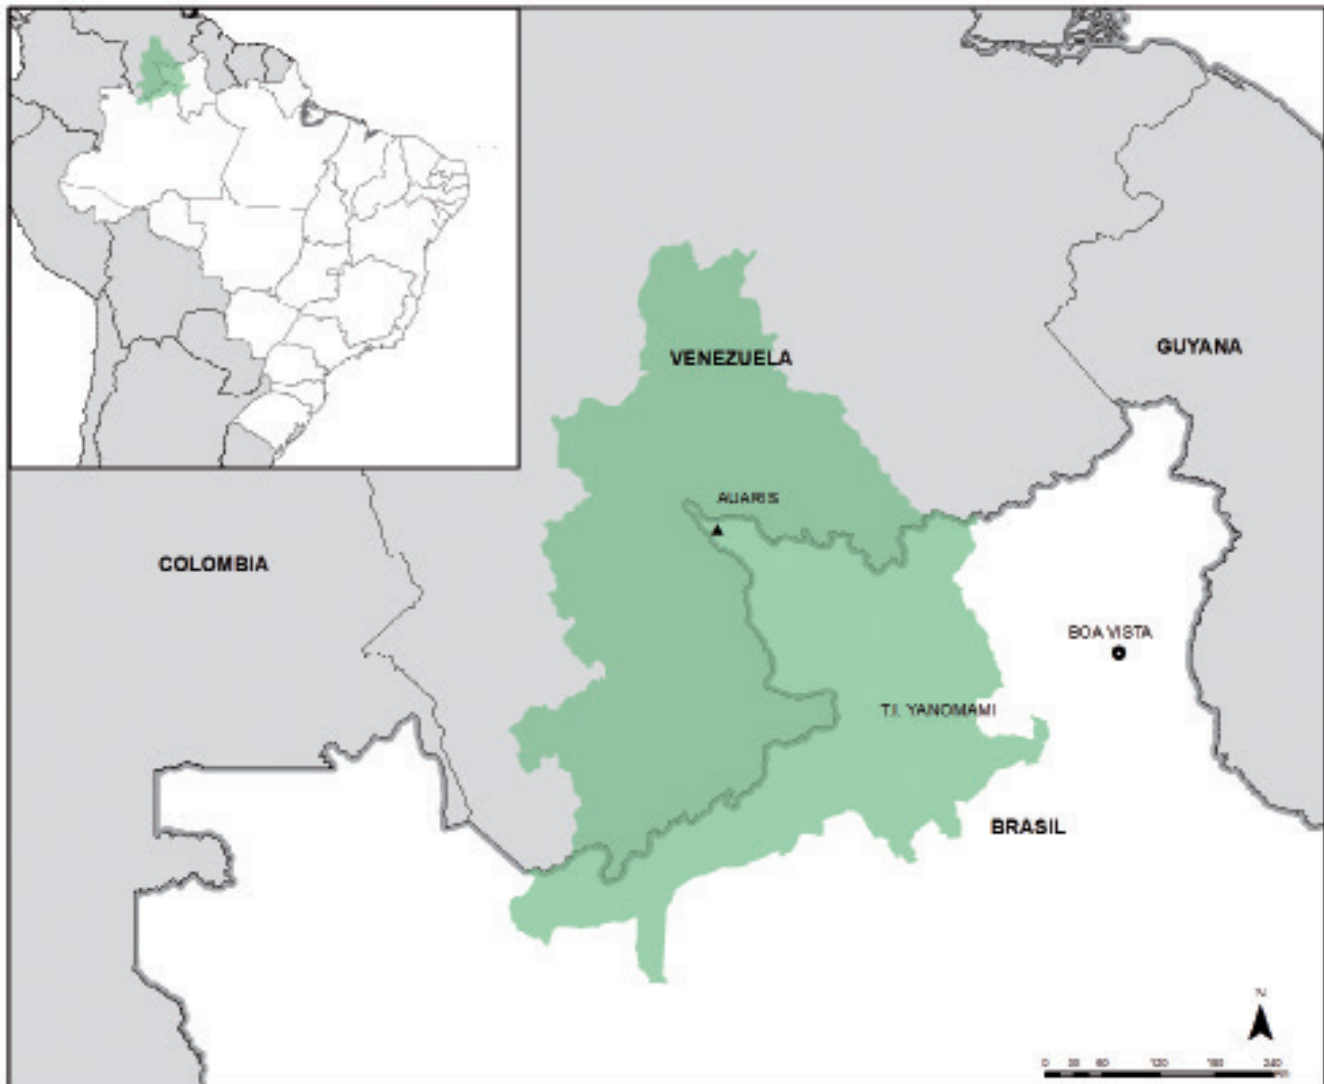 VENEZUELA
GUYANA
AUARIS
COLOMBIA
BOA VISTA
T.I. YANOMAMI
BRASIL
N
0 30 60 120 180 240